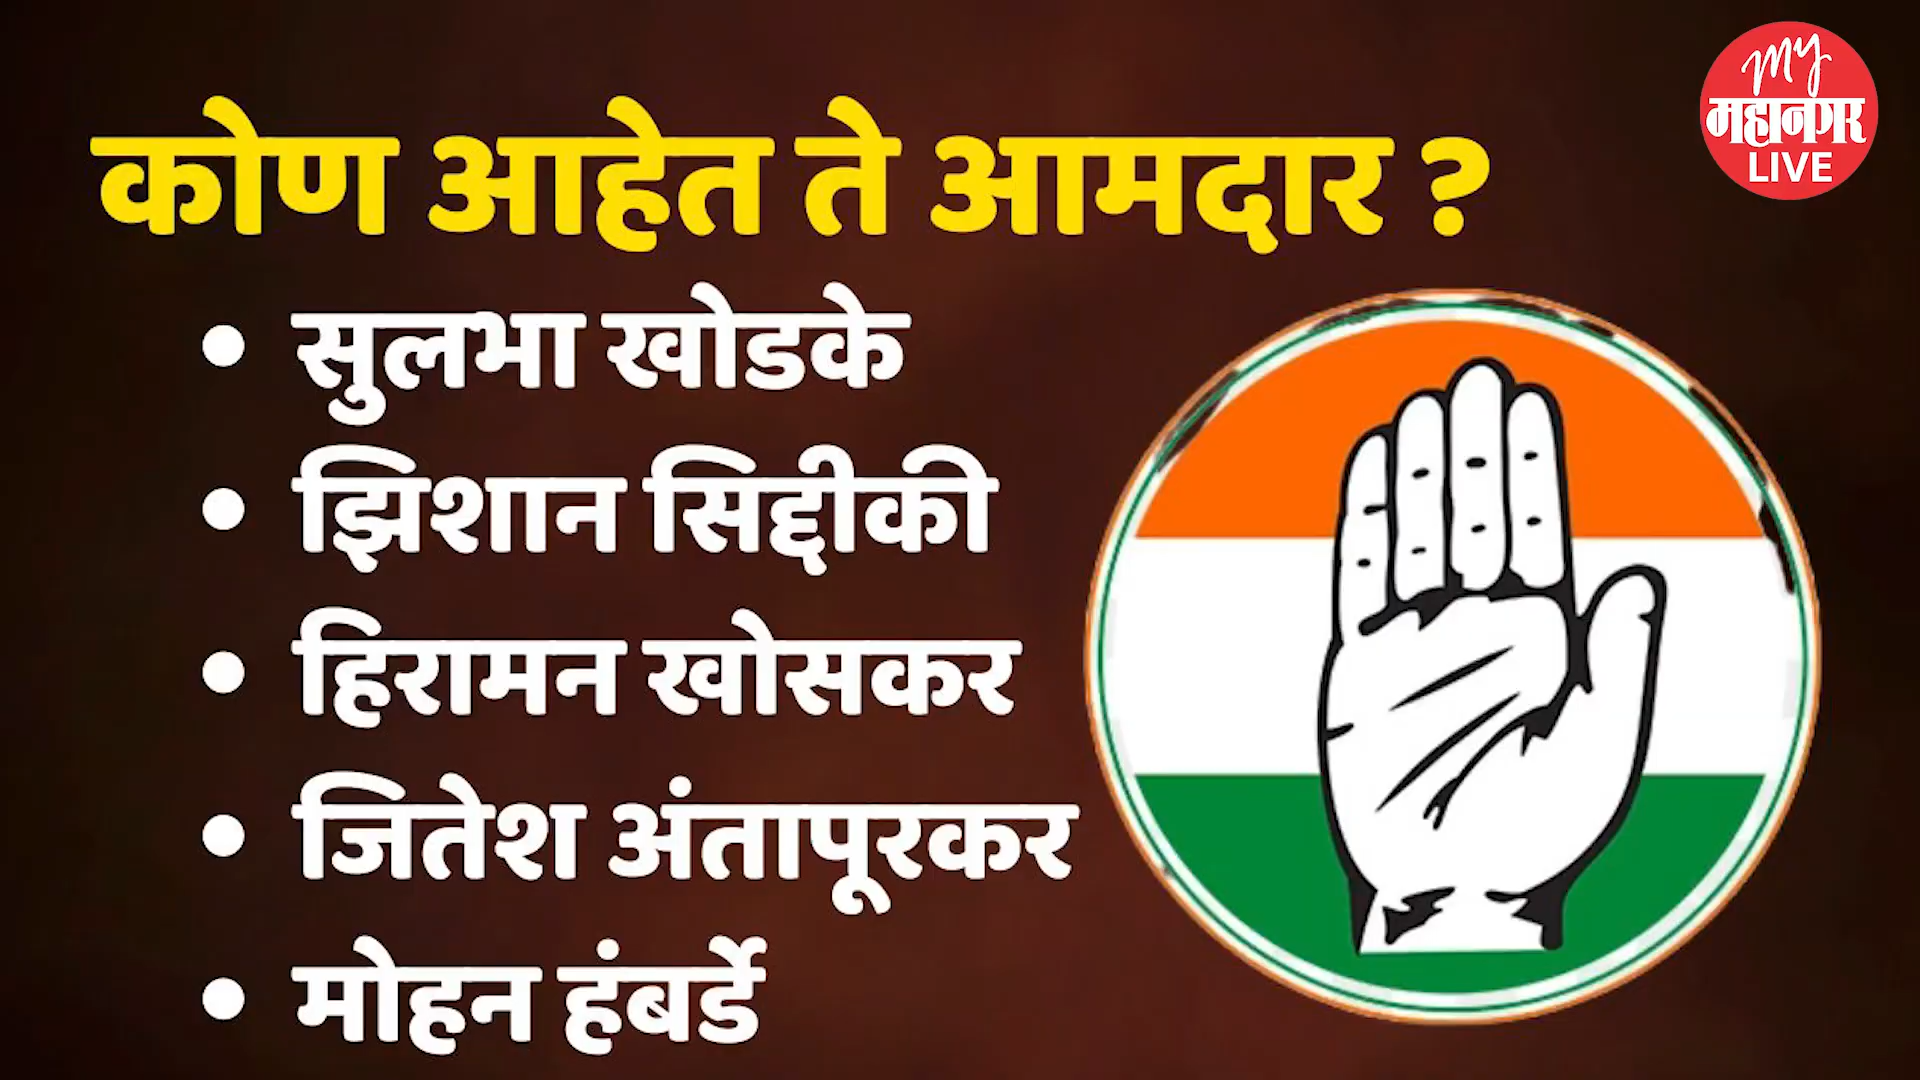 my
महानगर
LIVE
कोण आहेत ते आमदार ?
• सुलभा खोडके
• झिशान सिद्दीकी
• हिरामन खोसकर
• जितेश अंतापूरकर
• मोहन हंबर्डे